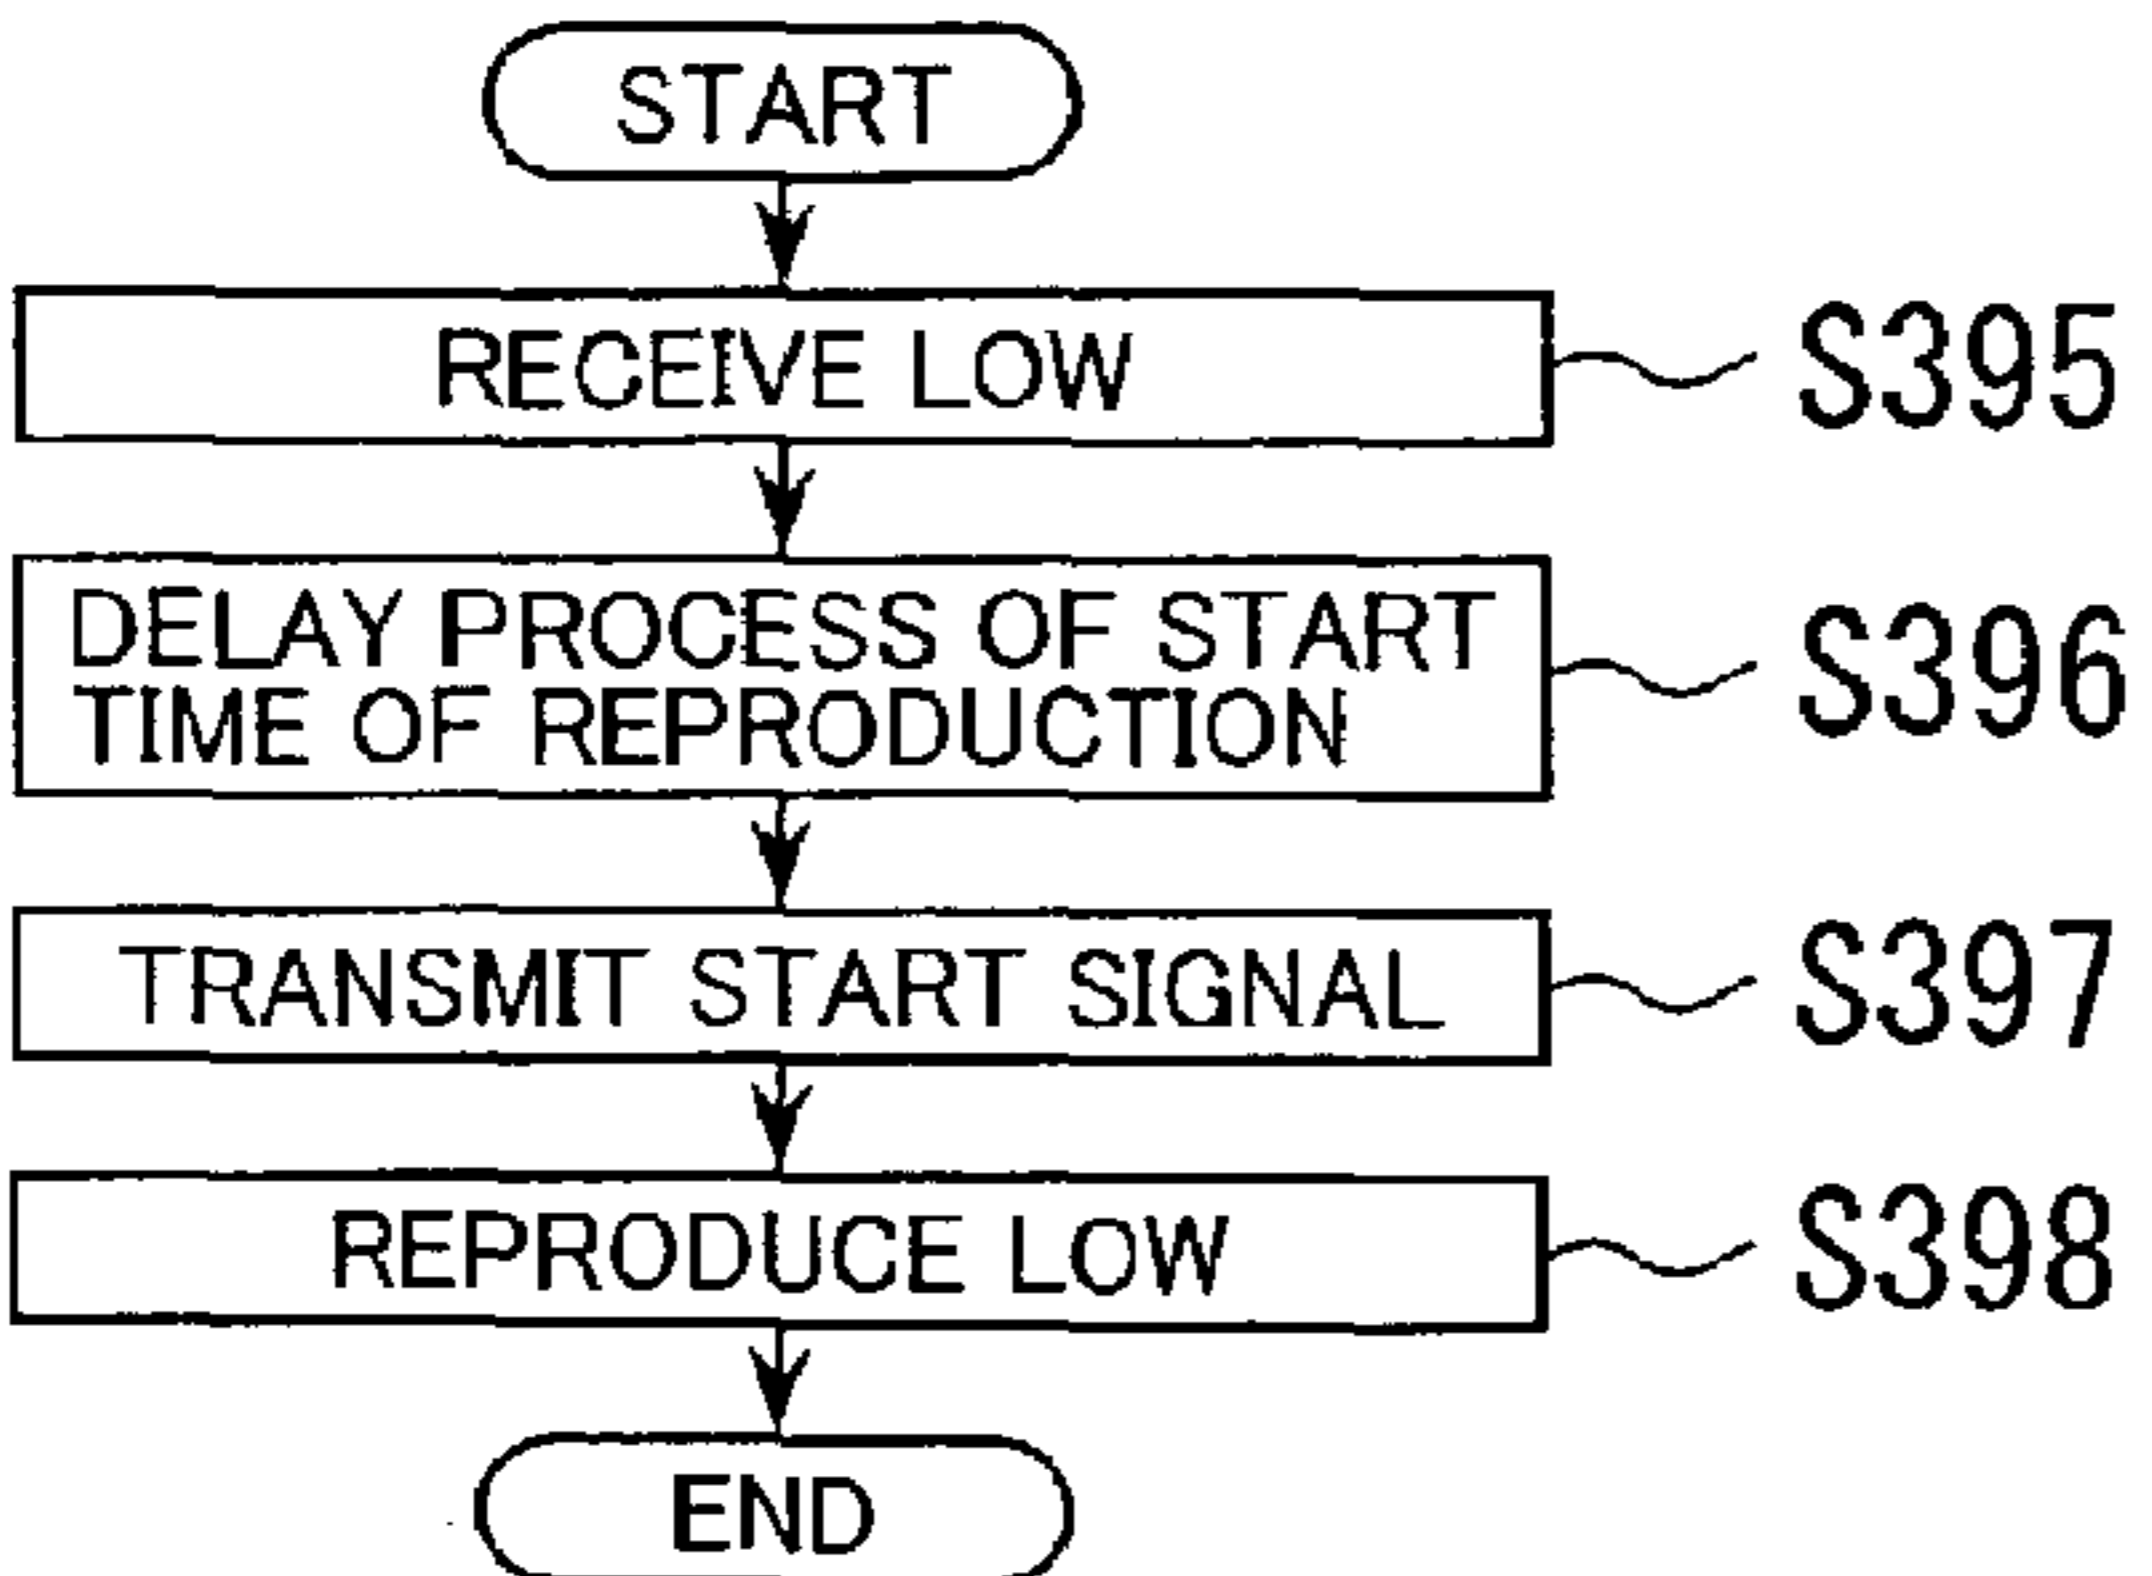 START
RECEIVE LOW
S395
DELAY PROCESS OF START
TIME OF REPRODUCTION
S396
TRANSMIT START SIGNAL
S397
REPRODUCE LOW
S398
END